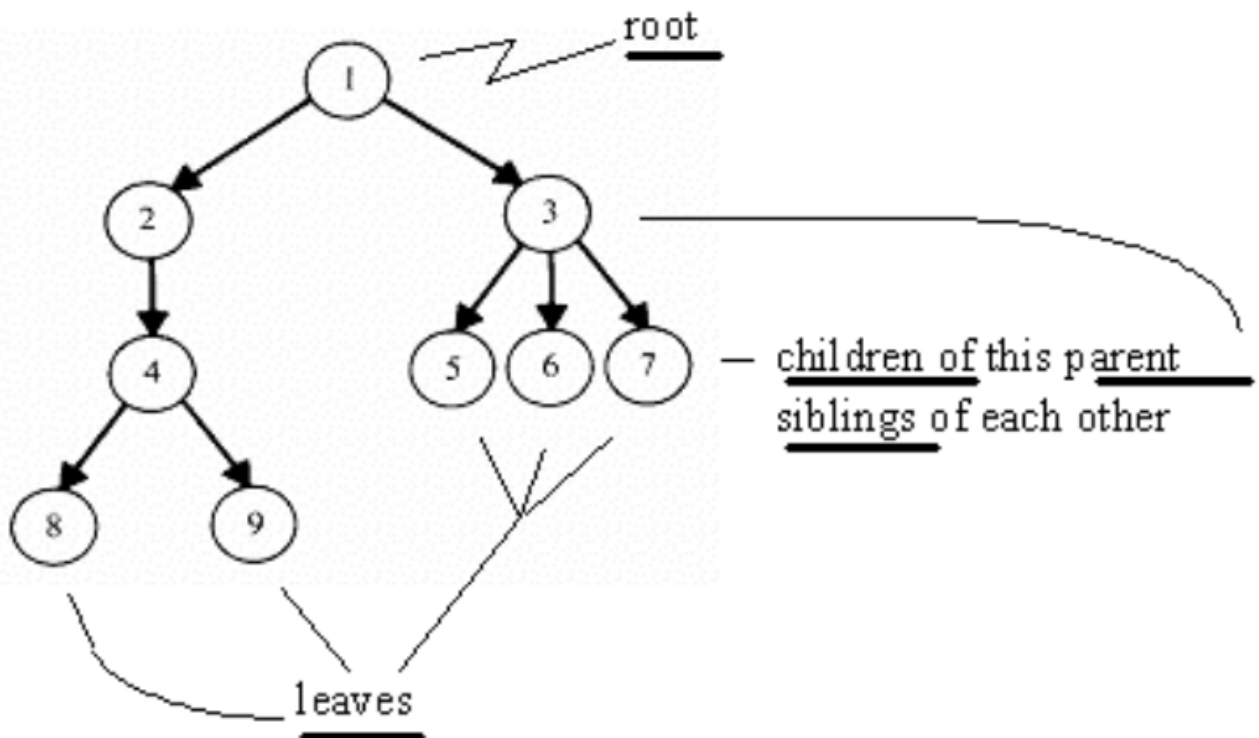 root
1
2
3
4
5
6
7
children of this parent
siblings of each other
8
9
leaves